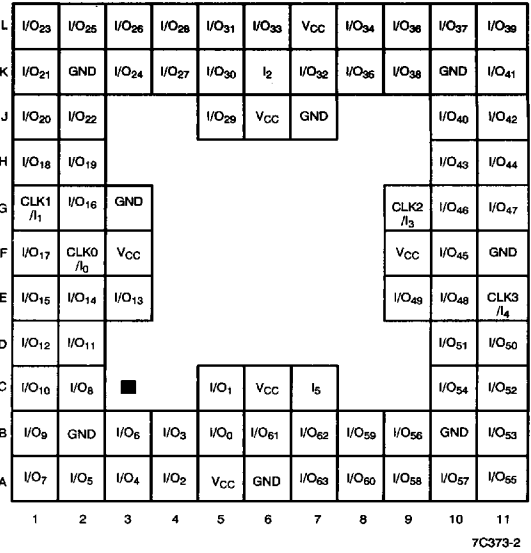 L I/O23 I/O25 I/O26 I/O28 I/O31 I/O33 VCC I/O34 I/O36 I/O37 I/O39
K I/O21 GND I/O24 I/O27 I/O30 I2 I/O32 I/O35 I/O38 GND I/O41
J I/O20 I/O22 I/O29 VCC GND I/O40 I/O42
H I/O18 I/O19 I/O43 I/O44
G CLK1/I1 I/O16 GND CLK2/I3 I/O46 I/O47
F I/O17 CLK0/I0 VCC VCC I/O45 GND
E I/O15 I/O14 I/O13 I/O49 I/O48 CLK3/I4
D I/O12 I/O11 I/O51 I/O50
C I/O10 I/O8 I/O1 VCC I5 I/O54 I/O52
B I/O9 GND I/O6 I/O3 I/O0 I/O61 I/O62 I/O59 I/O56 GND I/O53
A I/O7 I/O5 I/O4 I/O2 VCC GND I/O63 I/O60 I/O58 I/O57 I/O55
1 2 3 4 5 6 7 8 9 10 11
7C373-2